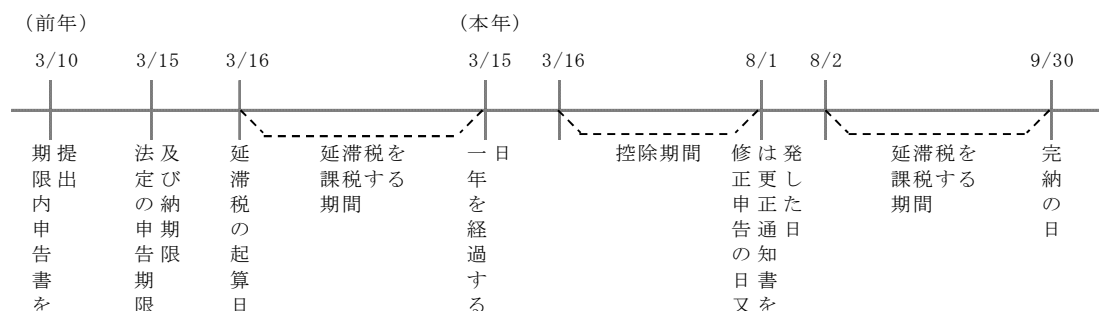 (前年)
(本年)
3/10
3/15
3/16
3/15
3/16
8/1
8/2
9/30
期限内申告書を
提出
法定の申告期限
及び納期限
延滞税の起算日
延滞税を
課税する
期間
一年を経過する
日
控除期間
修正申告の日又
は更正通知書を
発した日
延滞税を
課税する
期間
完納の日